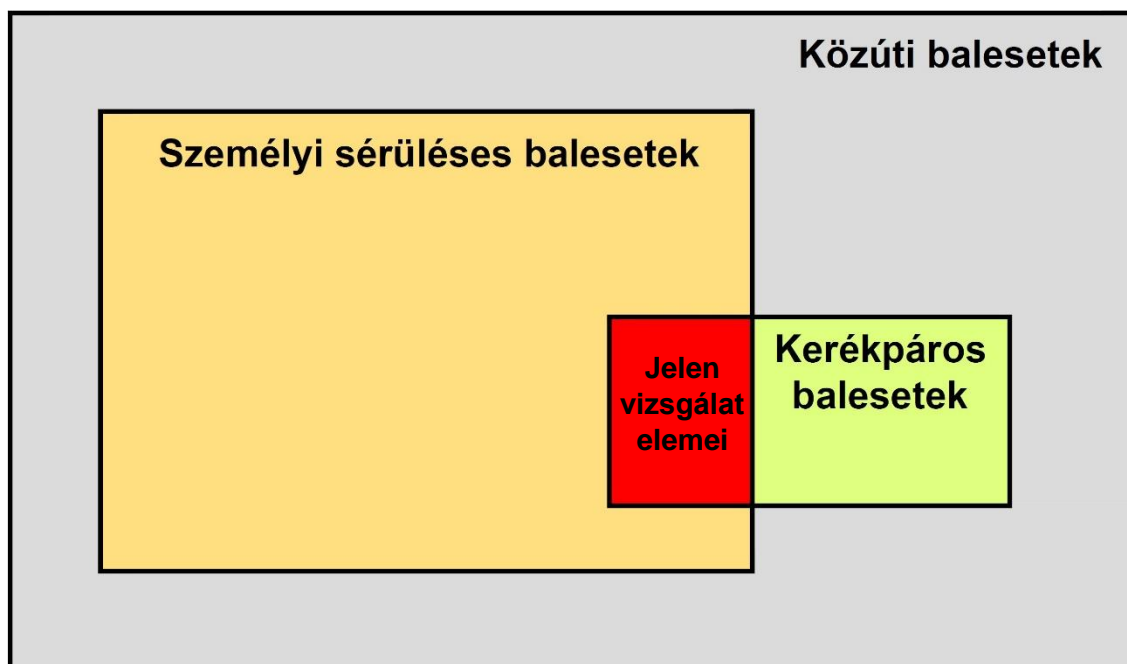 Közúti balesetek
Személyi sérüléses balesetek
Kerékpáros
balesetek
Jelen
vizsgálat
elemei